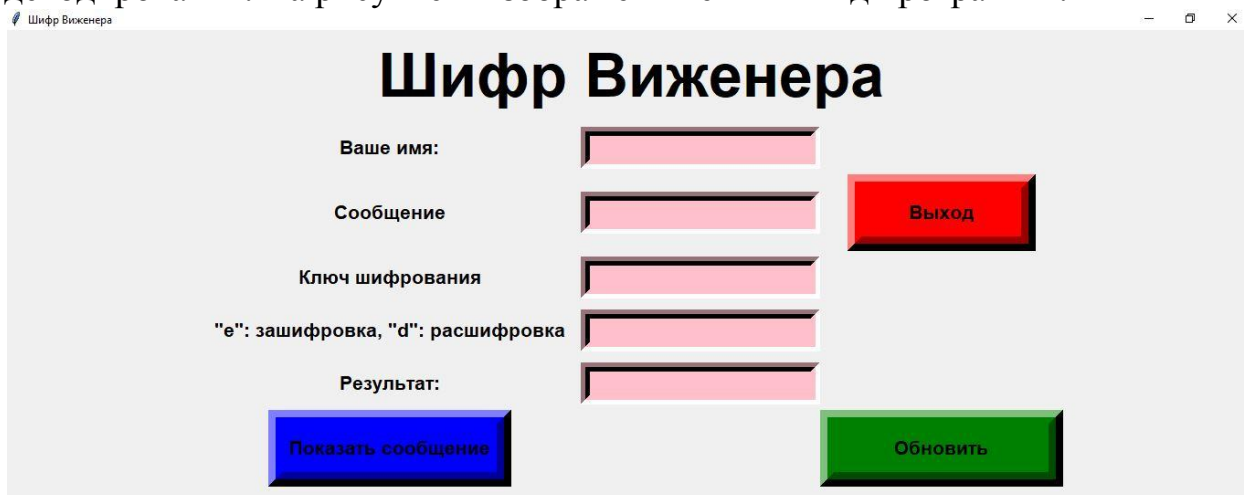 Шифр Виженера
Шифр Виженера
Ваше имя:
Сообщение
Выход
Ключ шифрования
"e": зашифровка, "d": расшифровка
Результат:
Показать сообщение
Обновить